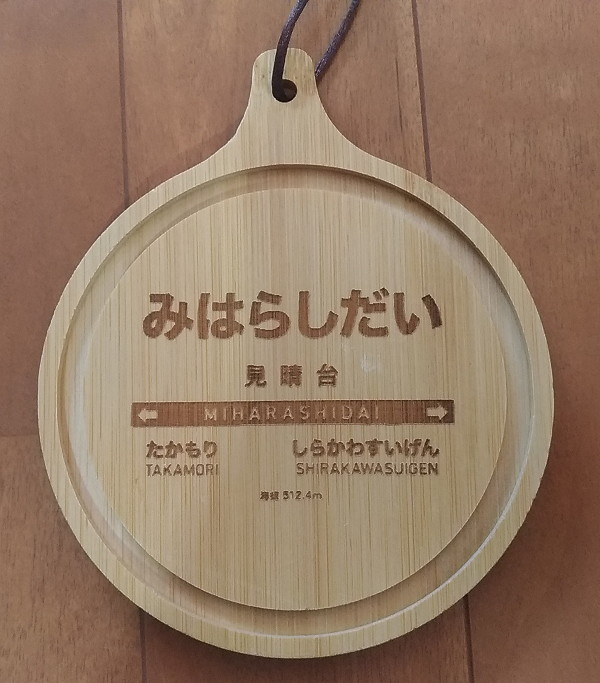 みはらしだい
見晴台
← MIHARASHIDAI →
たかもり しらかわすいげん
TAKAMORI SHIRAKAWASUIGEN
海抜 512.4m